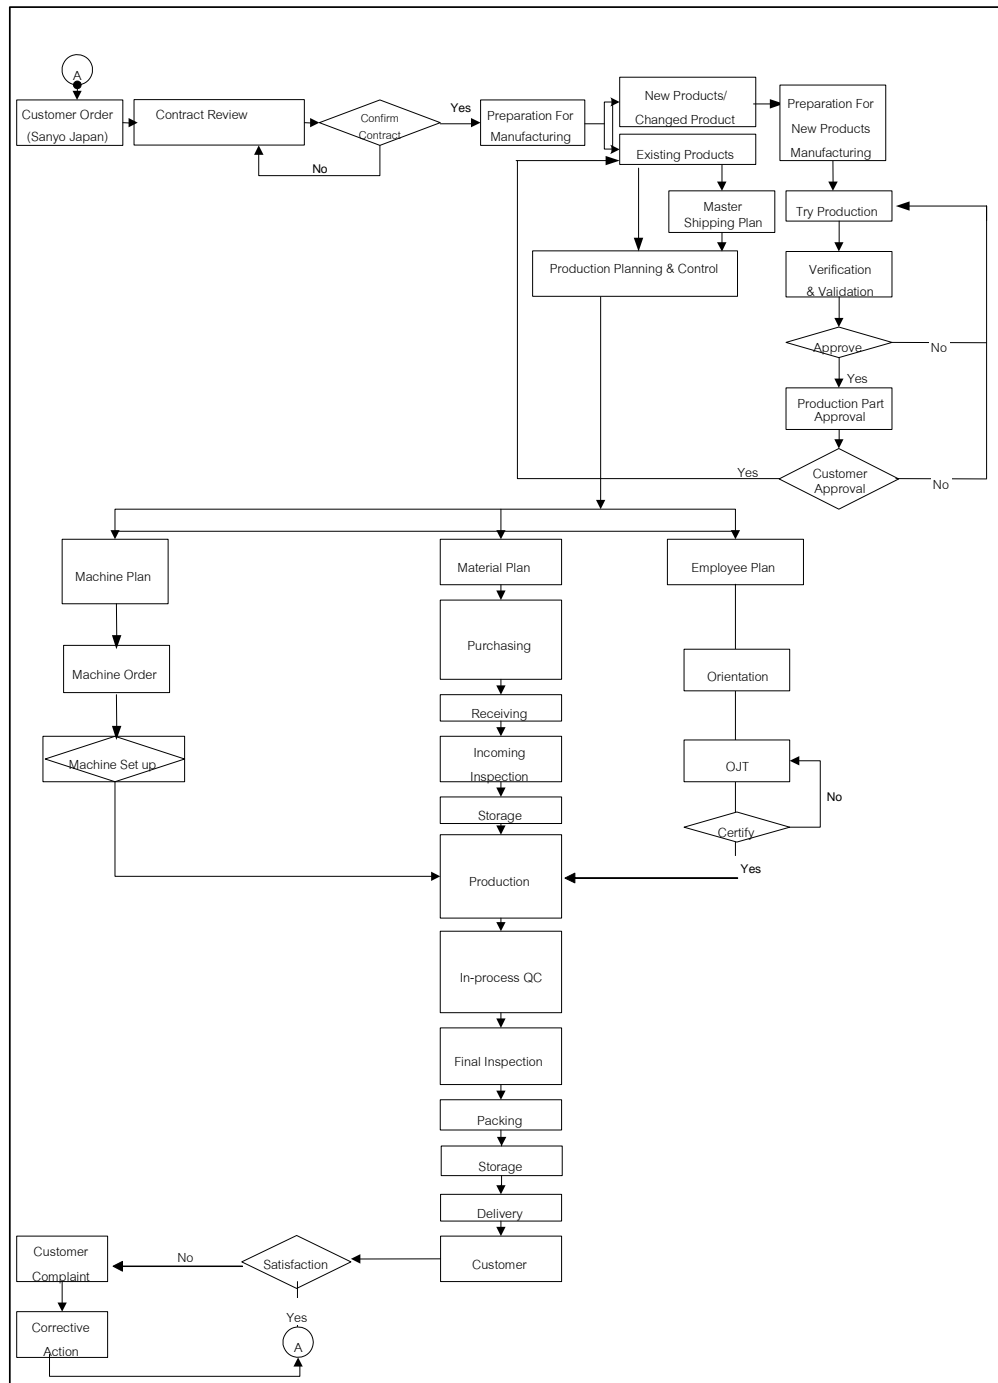 A
Customer Order
(Sanyo Japan)
Contract Review
Confirm
Contract
Yes
No
Preparation For
Manufacturing
New Products/
Changed Product
Existing Products
Preparation For
New Products
Manufacturing
Master
Shipping Plan
Try Production
Production Planning & Control
Verification
& Validation
Approve
No
Yes
Production Part
Approval
Yes
Customer
Approval
No
Machine Plan
Material Plan
Employee Plan
Purchasing
Machine Order
Orientation
Receiving
Machine Set up
Incoming
Inspection
OJT
No
Storage
Certify
Yes
Production
In-process QC
Final Inspection
Packing
Storage
Delivery
Customer
Satisfaction
No
Customer
Complaint
Yes
Corrective
Action
A